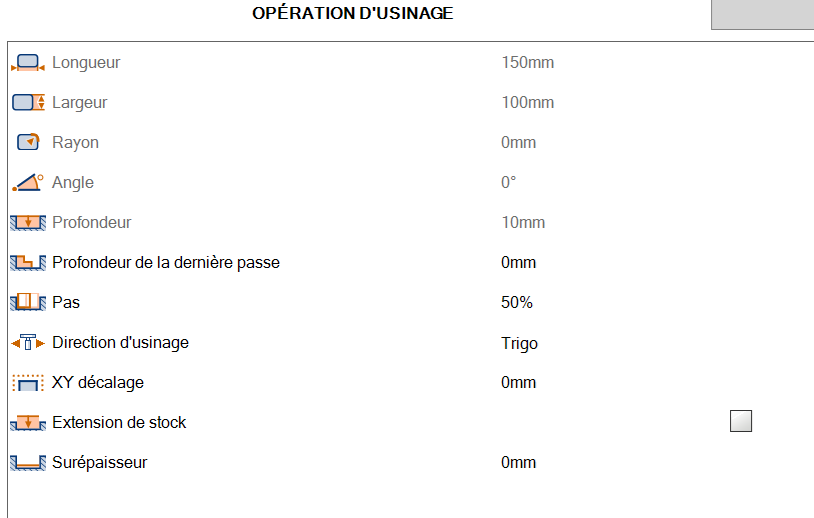 OPÉRATION D'USINAGE
Longueur 150mm
Largeur 100mm
Rayon 0mm
Angle 0°
Profondeur 10mm
Profondeur de la dernière passe 0mm
Pas 50%
Direction d'usinage Trigo
XY décalage 0mm
Extension de stock
Surépaisseur 0mm